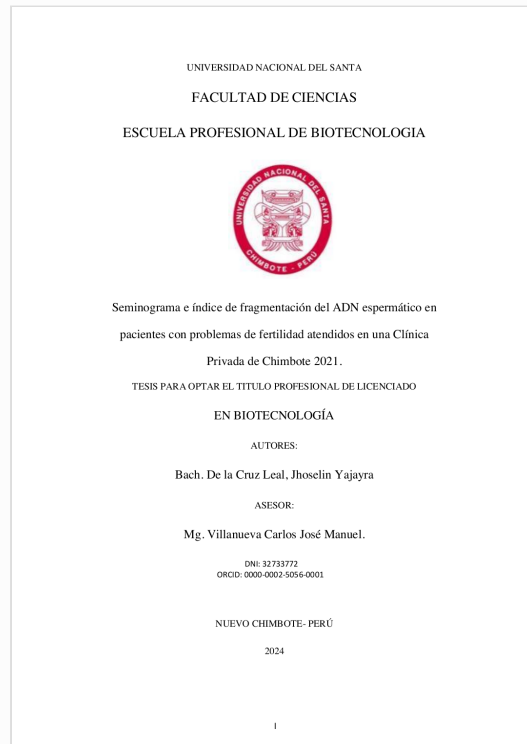 UNIVERSIDAD NACIONAL DEL SANTA
FACULTAD DE CIENCIAS
ESCUELA PROFESIONAL DE BIOTECNOLOGIA
UNIVERSIDAD NACIONAL DEL SANTA
CHIMBOTE - PERÚ
Seminograma e índice de fragmentación del ADN espermático en
pacientes con problemas de fertilidad atendidos en una Clínica
Privada de Chimbote 2021.
TESIS PARA OPTAR EL TITULO PROFESIONAL DE LICENCIADO
EN BIOTECNOLOGÍA
AUTORES:
Bach. De la Cruz Leal, Jhoselin Yajayra
ASESOR:
Mg. Villanueva Carlos José Manuel.
DNI: 32733772
ORCID: 0000-0002-5056-0001
NUEVO CHIMBOTE- PERÚ
2024
I